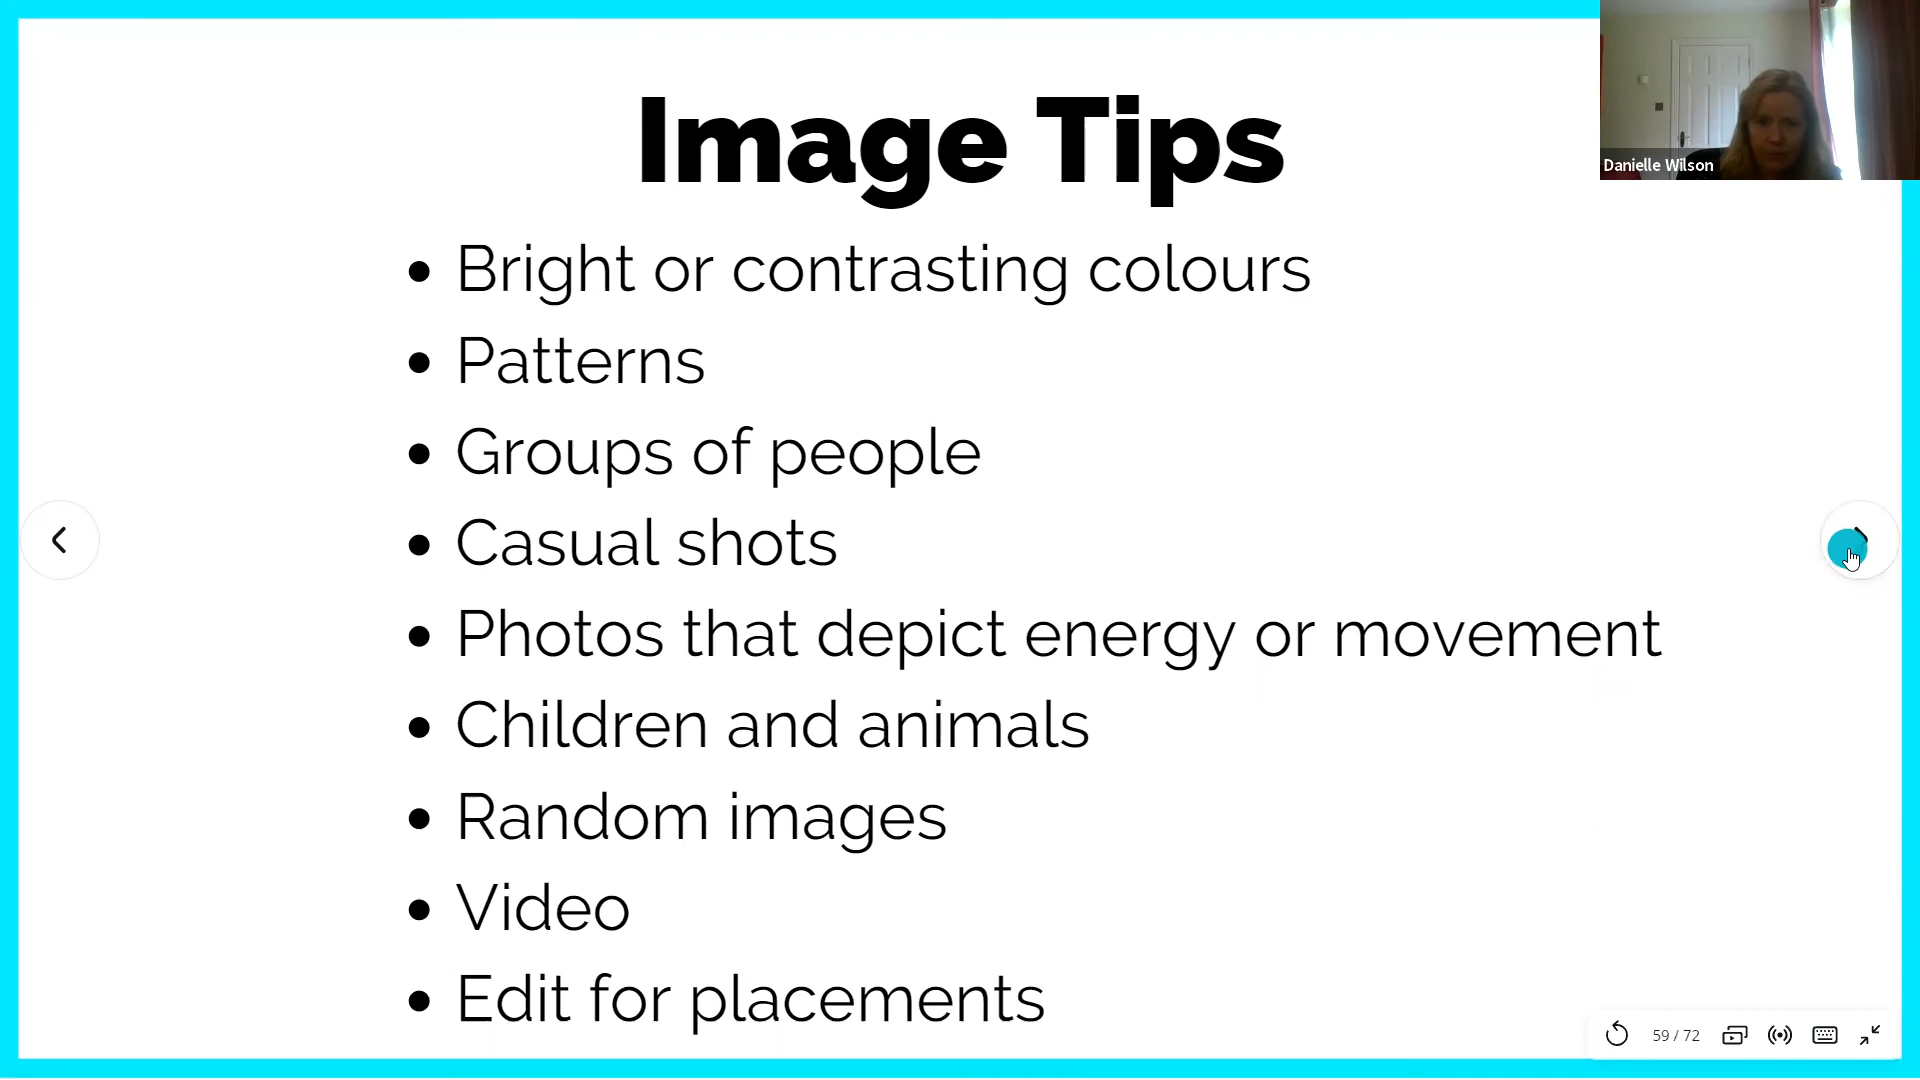 Image Tips
Danielle Wilson
• Bright or contrasting colours
• Patterns
• Groups of people
• Casual shots
• Photos that depict energy or movement
• Children and animals
• Random images
• Video
• Edit for placements
59 / 72